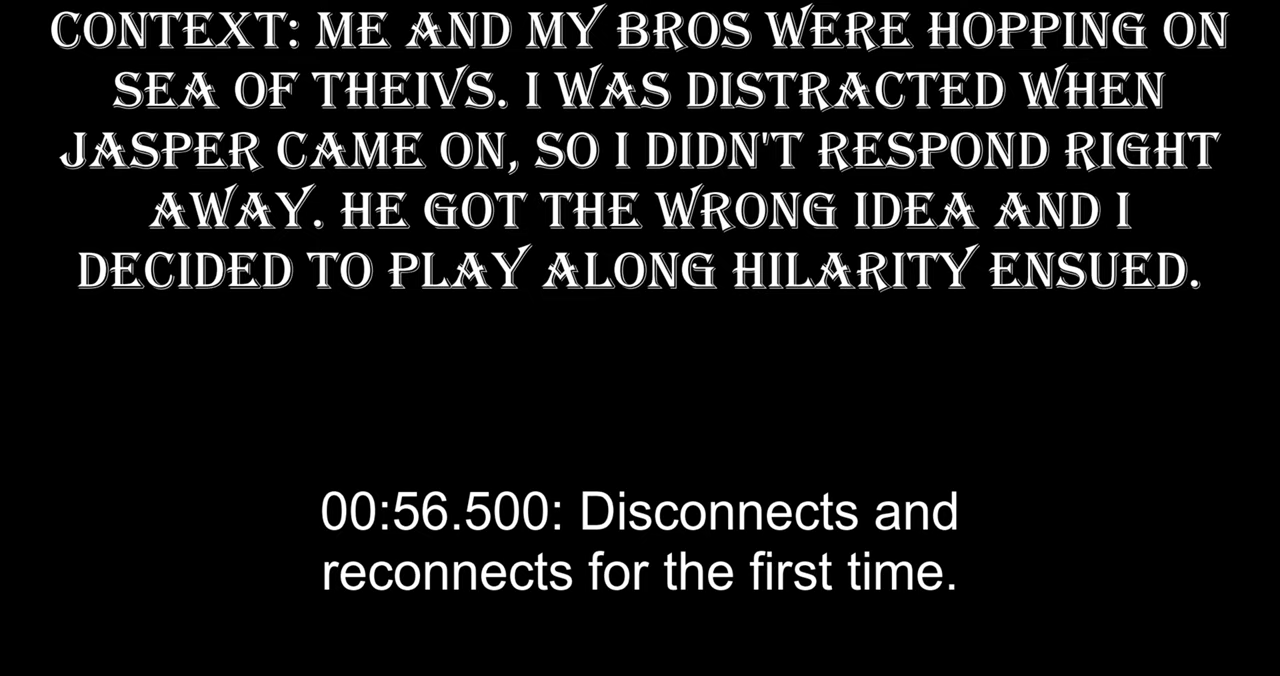 CONTEXT: ME AND MY BROS WERE HOPPING ON
SEA OF THEIVS. I WAS DISTRACTED WHEN
JASPER CAME ON, SO I DIDN'T RESPOND RIGHT
AWAY. HE GOT THE WRONG IDEA AND I
DECIDED TO PLAY ALONG HILARITY ENSUED.
00:56.500: Disconnects and
reconnects for the first time.